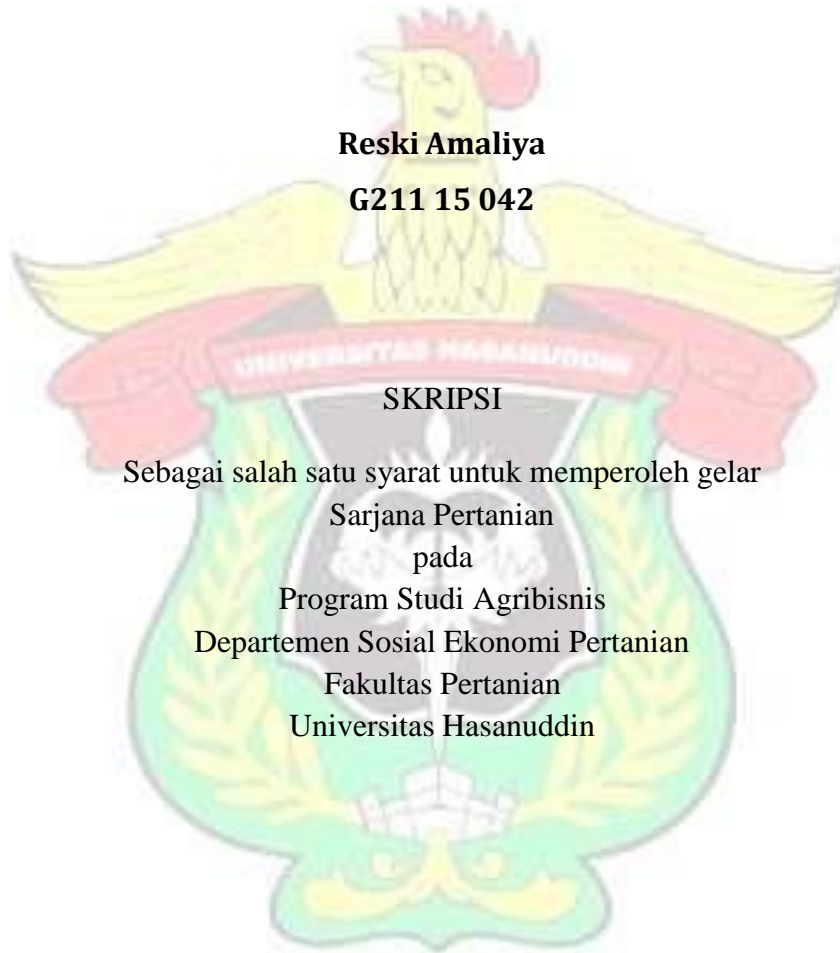 Reski Amaliya
G211 15 042
UNIVERSITAS HASANUDDIN
SKRIPSI
Sebagai salah satu syarat untuk memperoleh gelar
Sarjana Pertanian
pada
Program Studi Agribisnis
Departemen Sosial Ekonomi Pertanian
Fakultas Pertanian
Universitas Hasanuddin